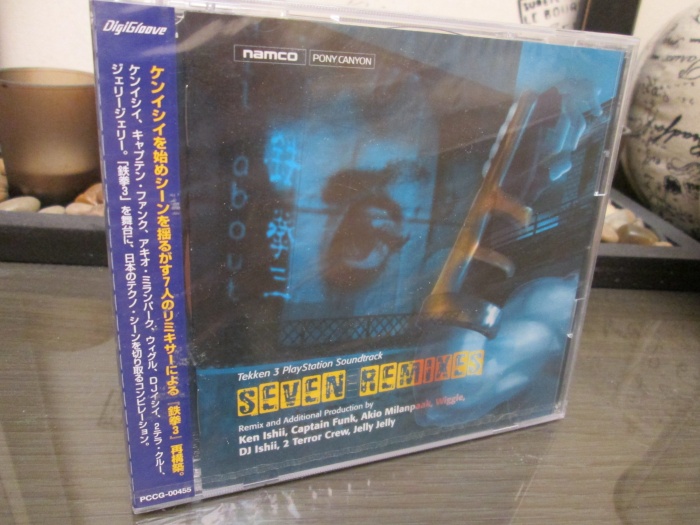 DigiGroove
ケンイシイを始めシーンを揺るがす7人のリミキサーによる『鉄拳3』再構築。
ケンイシイ、キャプテン・ファンク、アキオ・ミランパーク、ウィグル、DJイシイ、2テラ・クルー、
ジェリージェリー。『鉄拳3』を舞台に、日本のテクノ・シーンを切り取るコンピレーション。
PCCG-00455
namco
PONY CANYON
about
鉄拳三
Tekken 3 PlayStation Soundtrack
SEVEN REMIXES
Remix and Additional Production by
Ken Ishii, Captain Funk, Akio Milanpaak, Wiggle,
DJ Ishii, 2 Terror Crew, Jelly Jelly